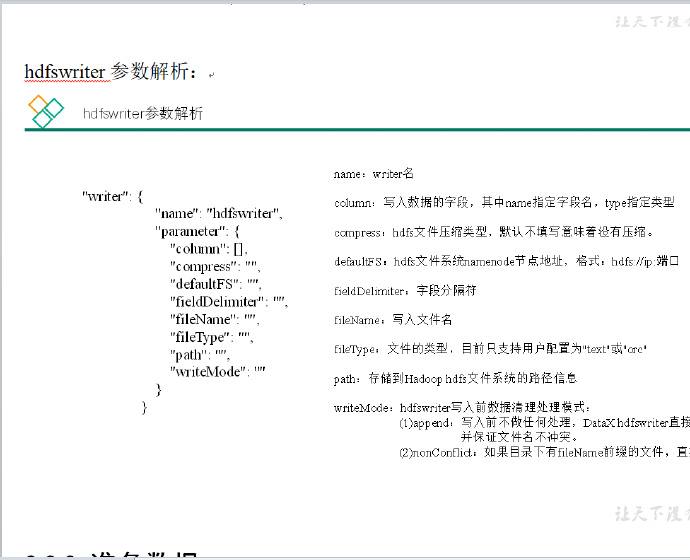 让天下没
hdfswriter 参数解析：
hdfswriter参数解析
"writer": {
"name": "hdfswriter",
"parameter": {
"column": [],
"compress": "",
"defaultFS": "",
"fieldDelimiter": "",
"fileName": "",
"fileType": "",
"path": "",
"writeMode": ""
}
}
name：writer名
column：写入数据的字段，其中name指定字段名，type指定类型
compress：hdfs文件压缩类型，默认不填写意味着没有压缩。
defaultFS：hdfs文件系统namenode节点地址，格式：hdfs://ip:端口
fieldDelimiter：字段分隔符
fileName：写入文件名
fileType：文件的类型，目前只支持用户配置为"text"或"orc"
path：存储到Hadoop hdfs文件系统的路径信息
writeMode：hdfswriter写入前数据清理处理模式：
(1)append：写入前不做任何处理，DataX hdfswriter直接
并保证文件名不冲突。
(2)nonConflict：如果目录下有fileName前缀的文件，直
让天下没